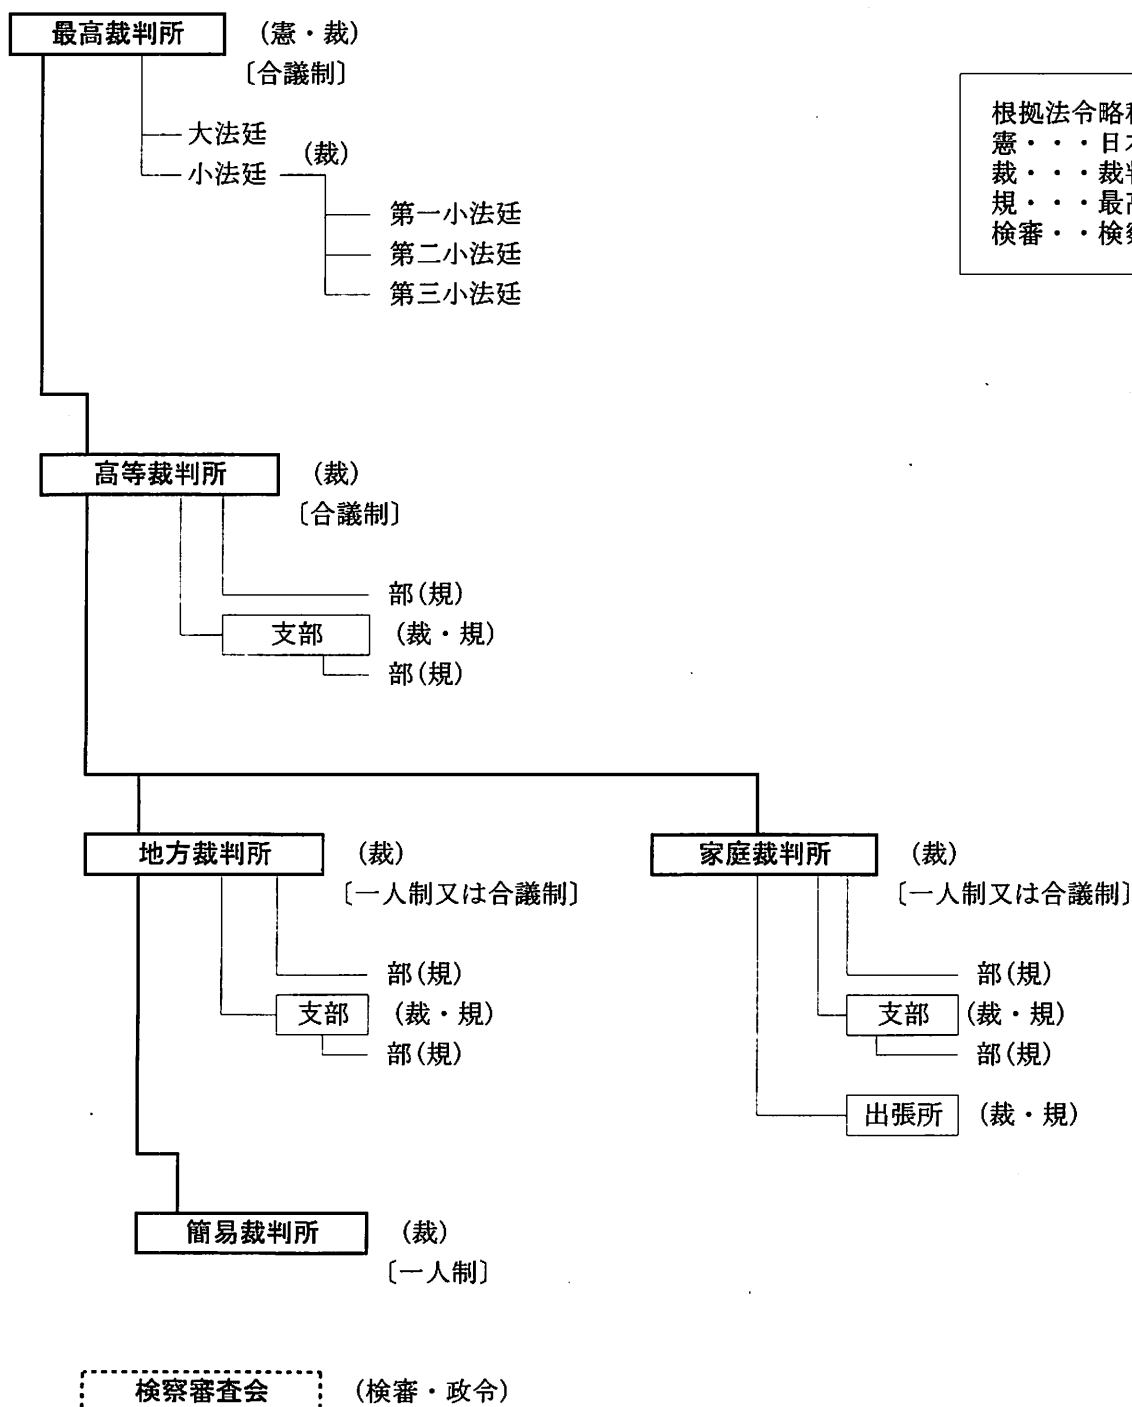 最高裁判所 (憲・裁)
〔合議制〕
大法廷
小法廷 (裁)
第一小法廷
第二小法廷
第三小法廷
根拠法令略
憲・・・日
裁・・・裁
規・・・最
検審・・検
高等裁判所 (裁)
〔合議制〕
部(規)
支部 (裁・規)
部(規)
地方裁判所 (裁)
〔一人制又は合議制〕
部(規)
支部 (裁・規)
部(規)
家庭裁判所 (裁)
〔一人制又は合議制〕
部(規)
支部 (裁・規)
部(規)
出張所 (裁・規)
簡易裁判所 (裁)
〔一人制〕
検察審査会 (検審・政令)